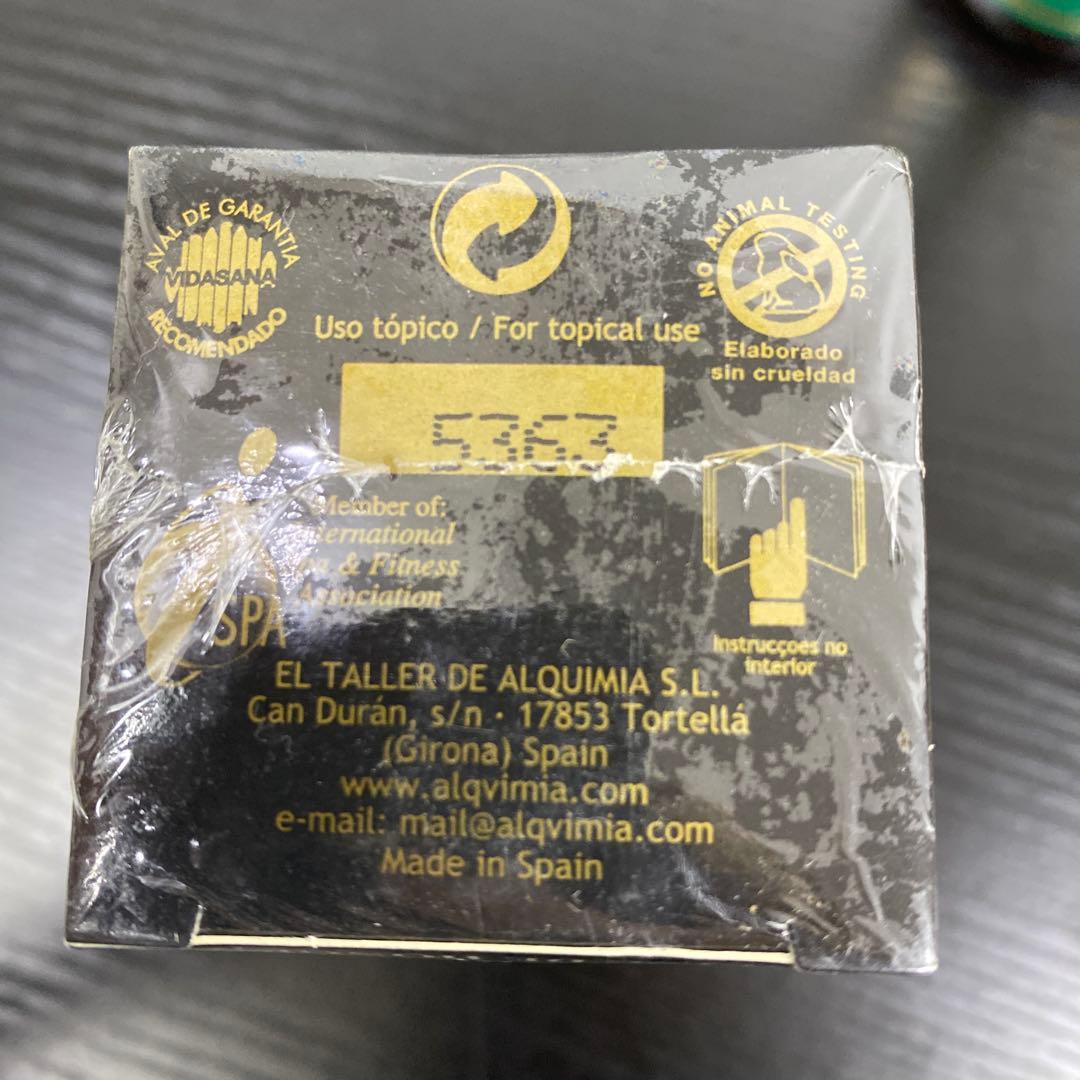 AVAL DE GARANTIA
VIDASANA
RECOMENDADO
NO ANIMAL TESTING
Elaborado
sin crueldad
Uso tópico / For topical use
5363
Member of:
International
& Fitness
Association
SPA
Instrucçoes no
interior
EL TALLER DE ALQUIMIA S.L.
Can Durán, s/n · 17853 Tortellá
(Girona) Spain
www.alqvimia.com
e-mail: mail@alqvimia.com
Made in Spain